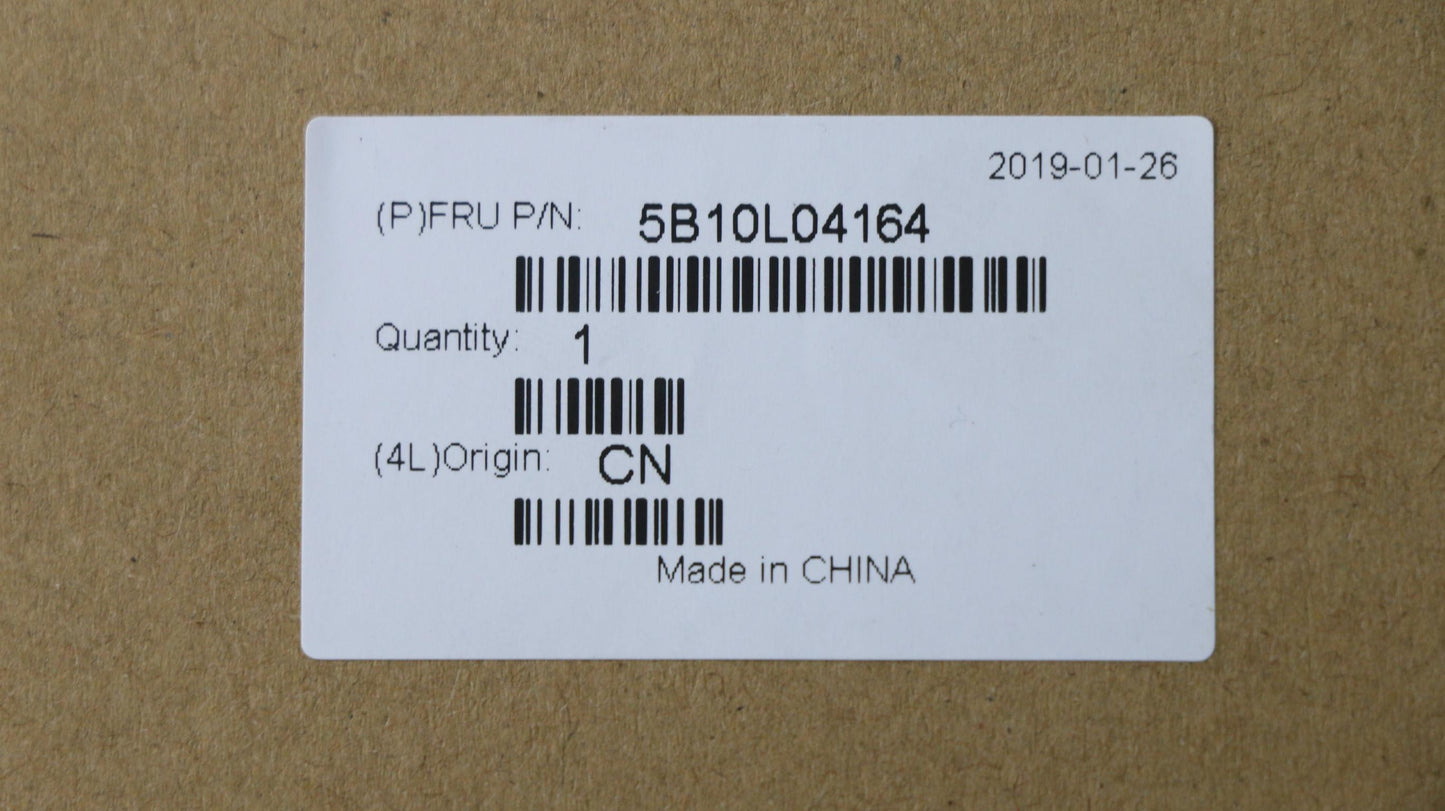 2019-01-26
(P)FRU P/N: 5B10L04164
Quantity: 1
(4L)Origin: CN
Made in CHINA